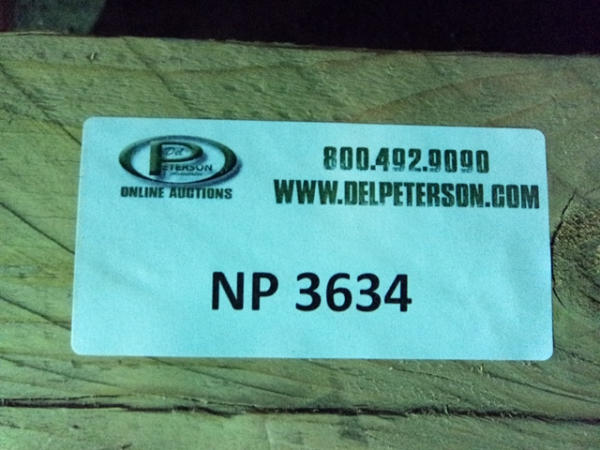 Del
PETERSON
ONLINE AUCTIONS
800.492.9090
WWW.DELPETERSON.COM
NP 3634